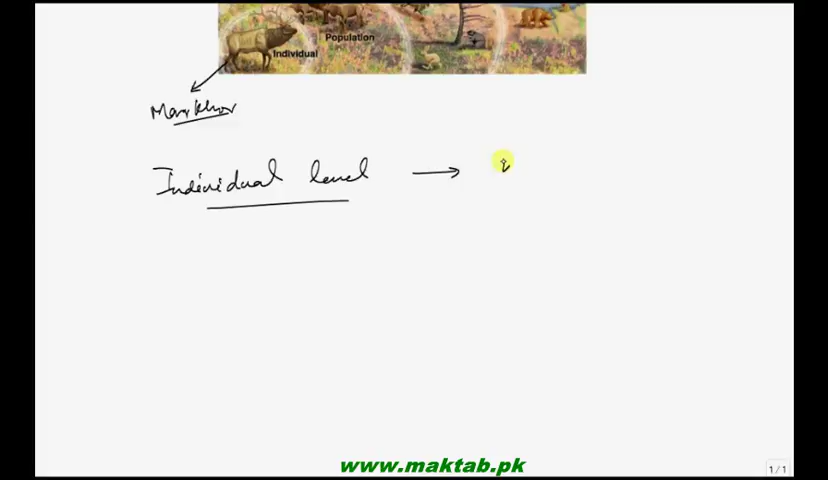 Population
Individual
Markhor
Individual level → i
www.maktab.pk
1/1